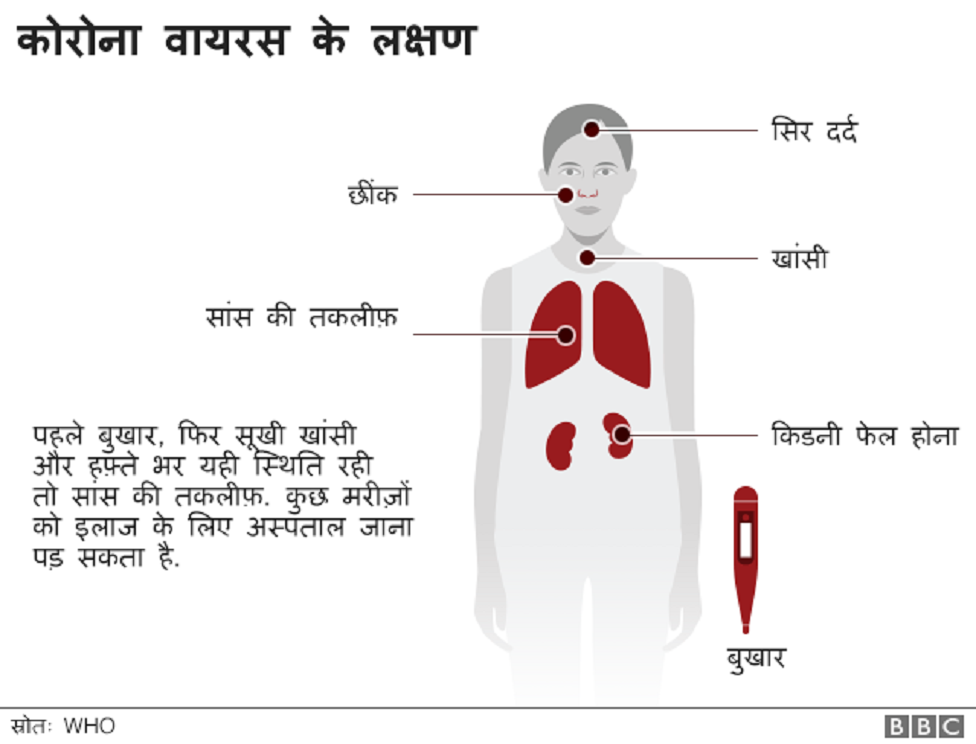 कोरोना वायरस के लक्षण
सिर दर्द
छींक
खांसी
सांस की तकलीफ़
किडनी फेल होना
पहले बुखार, फिर सूखी खांसी
और हफ़्ते भर यही स्थिति रही
तो सांस की तकलीफ़. कुछ मरीज़ों
को इलाज के लिए अस्पताल जाना
पड़ सकता है.
बुखार
स्रोतः WHO
BBC